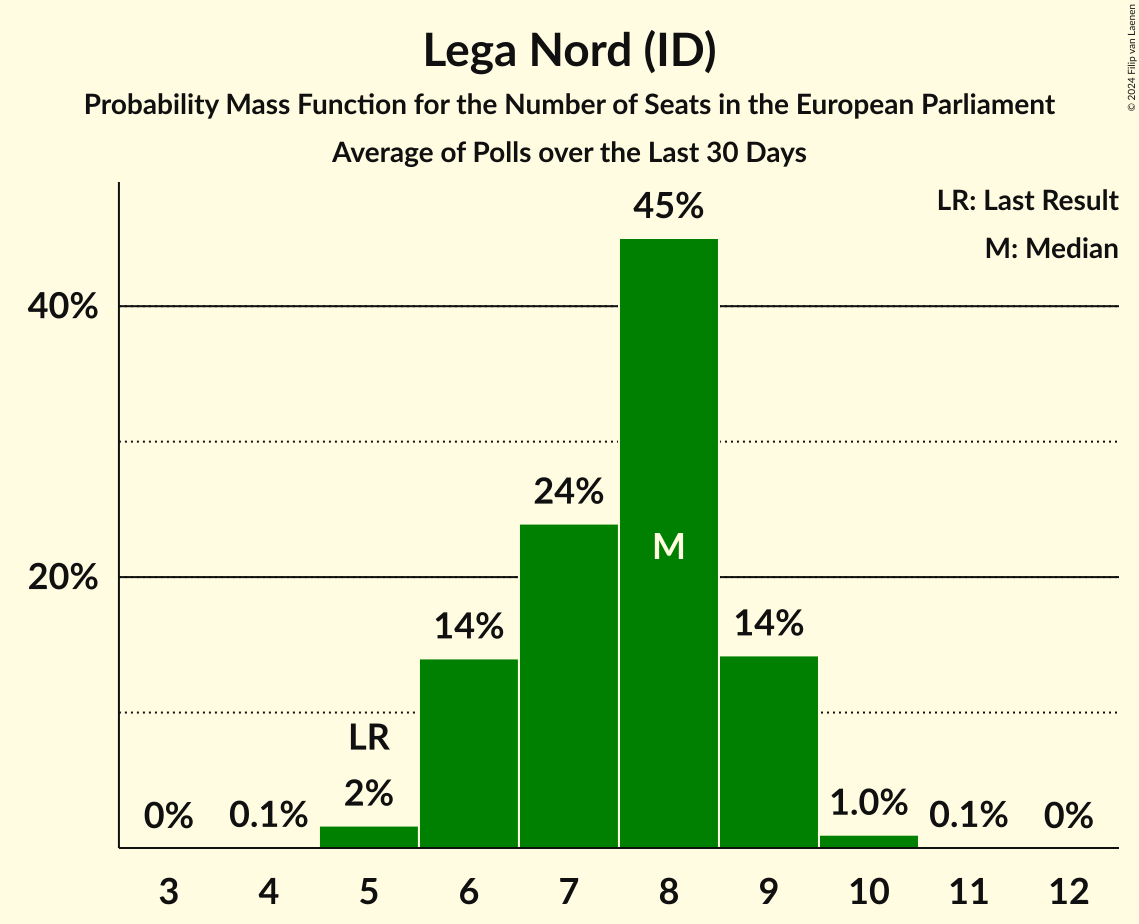 Lega Nord (ID)
Probability Mass Function for the Number of Seats in the European Parliament
Average of Polls over the Last 30 Days
© 2024 Filip van Laenen
LR: Last Result
M: Median
45%
40%
24%
M
20%
14%
14%
LR
2%
0%
0.1%
1.0%
0.1%
0%
3 4 5 6 7 8 9 10 11 12